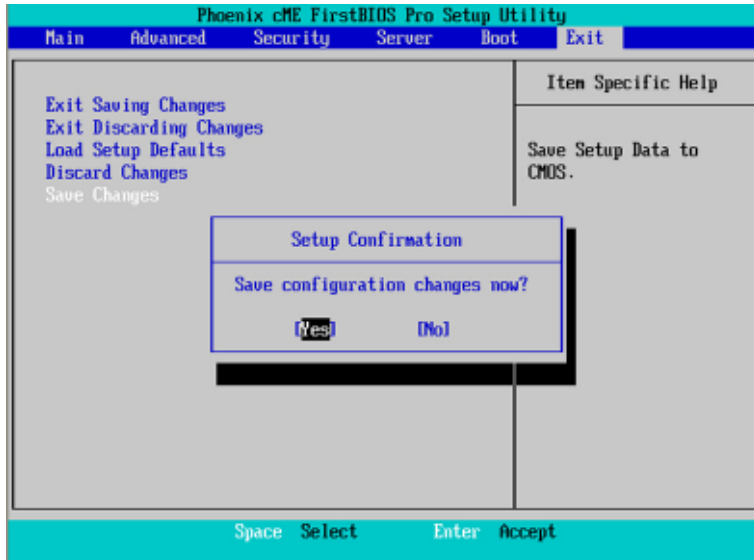 Phoenix cME FirstBIOS Pro Setup Utility
Main Advanced Security Server Boot Exit
Item Specific Help
Exit Saving Changes
Exit Discarding Changes
Load Setup Defaults
Discard Changes
Save Changes
Save Setup Data to
CMOS.
Setup Confirmation
Save configuration changes now?
[Yes] [No]
Space Select Enter Accept